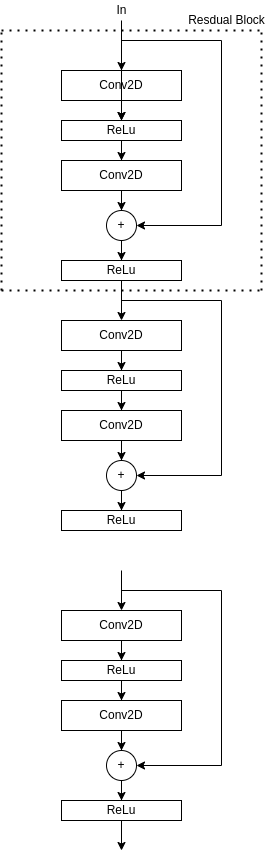 In
Resdual Block
Conv2D
ReLu
Conv2D
+
ReLu
Conv2D
ReLu
Conv2D
+
ReLu
Conv2D
ReLu
Conv2D
+
ReLu